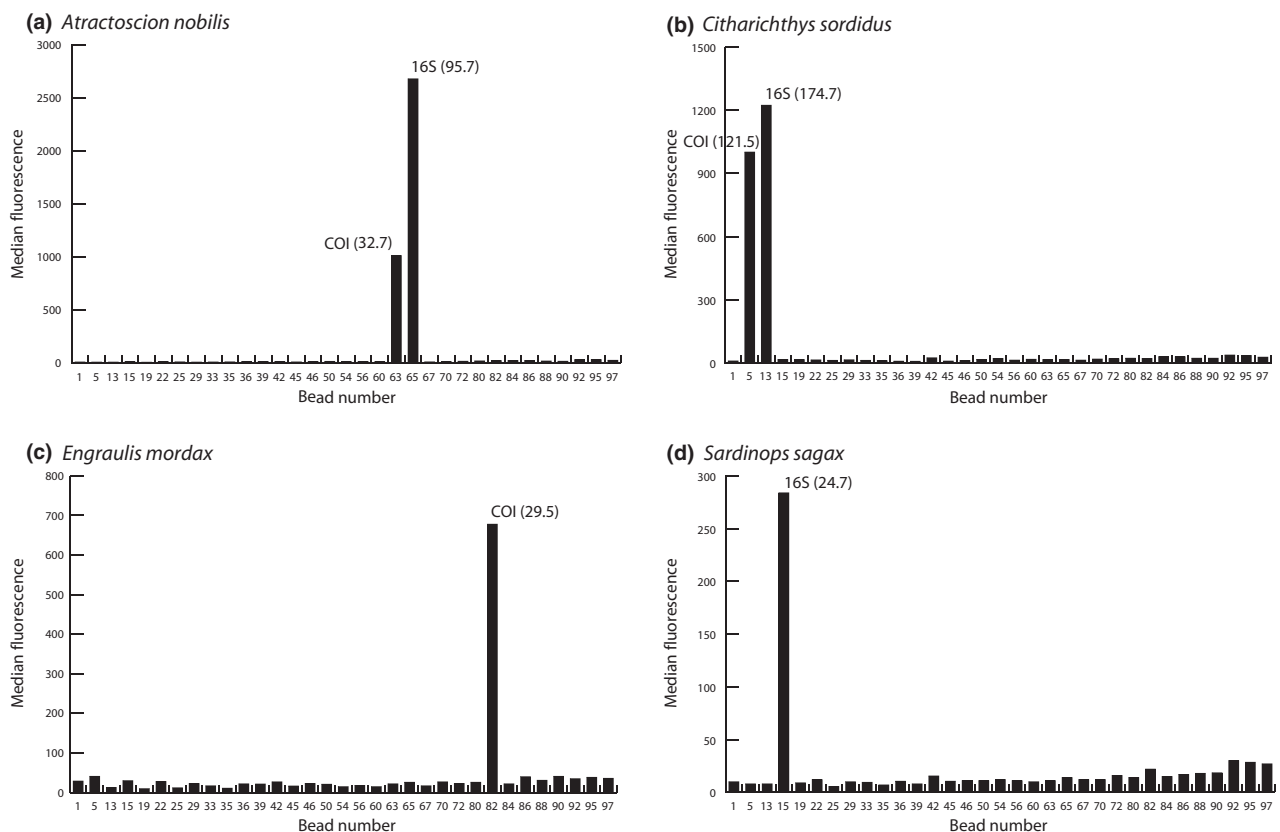 (a) Atractoscion nobilis
3000
2500
2000
1500
1000
500
0
Median fluorescence
COI (32.7)
16S (95.7)
1 5 13 15 19 22 25 29 33 35 36 39 42 45 46 50 54 56 60 63 65 67 70 72 80 82 84 86 88 90 92 95 97
Bead number
(b) Citharichthys sordidus
1500
1200
900
600
300
0
Median fluorescence
COI (121.5)
16S (174.7)
1 5 13 15 19 22 25 29 33 35 36 39 42 45 46 50 54 56 60 63 65 67 70 72 80 82 84 86 88 90 92 95 97
Bead number
(c) Engraulis mordax
800
700
600
500
400
300
200
100
0
Median fluorescence
COI (29.5)
1 5 13 15 19 22 25 29 33 35 36 39 42 45 46 50 54 56 60 63 65 67 70 72 80 82 84 86 88 90 92 95 97
Bead number
(d) Sardinops sagax
300
250
200
150
100
50
0
Median fluorescence
16S (24.7)
1 5 13 15 19 22 25 29 33 35 36 39 42 45 46 50 54 56 60 63 65 67 70 72 80 82 84 86 88 90 92 95 97
Bead number